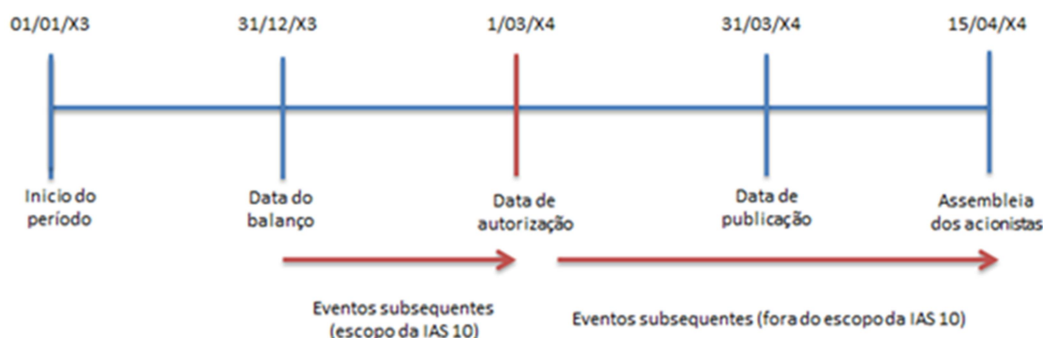 01/01/X3
31/12/X3
1/03/X4
31/03/X4
15/04/X4
Inicio do
período
Data do
balanço
Data de
autorização
Data de
publicação
Assembleia
dos acionistas
Eventos subsequentes
(escopo da IAS 10)
Eventos subsequentes (fora do escopo da IAS 10)